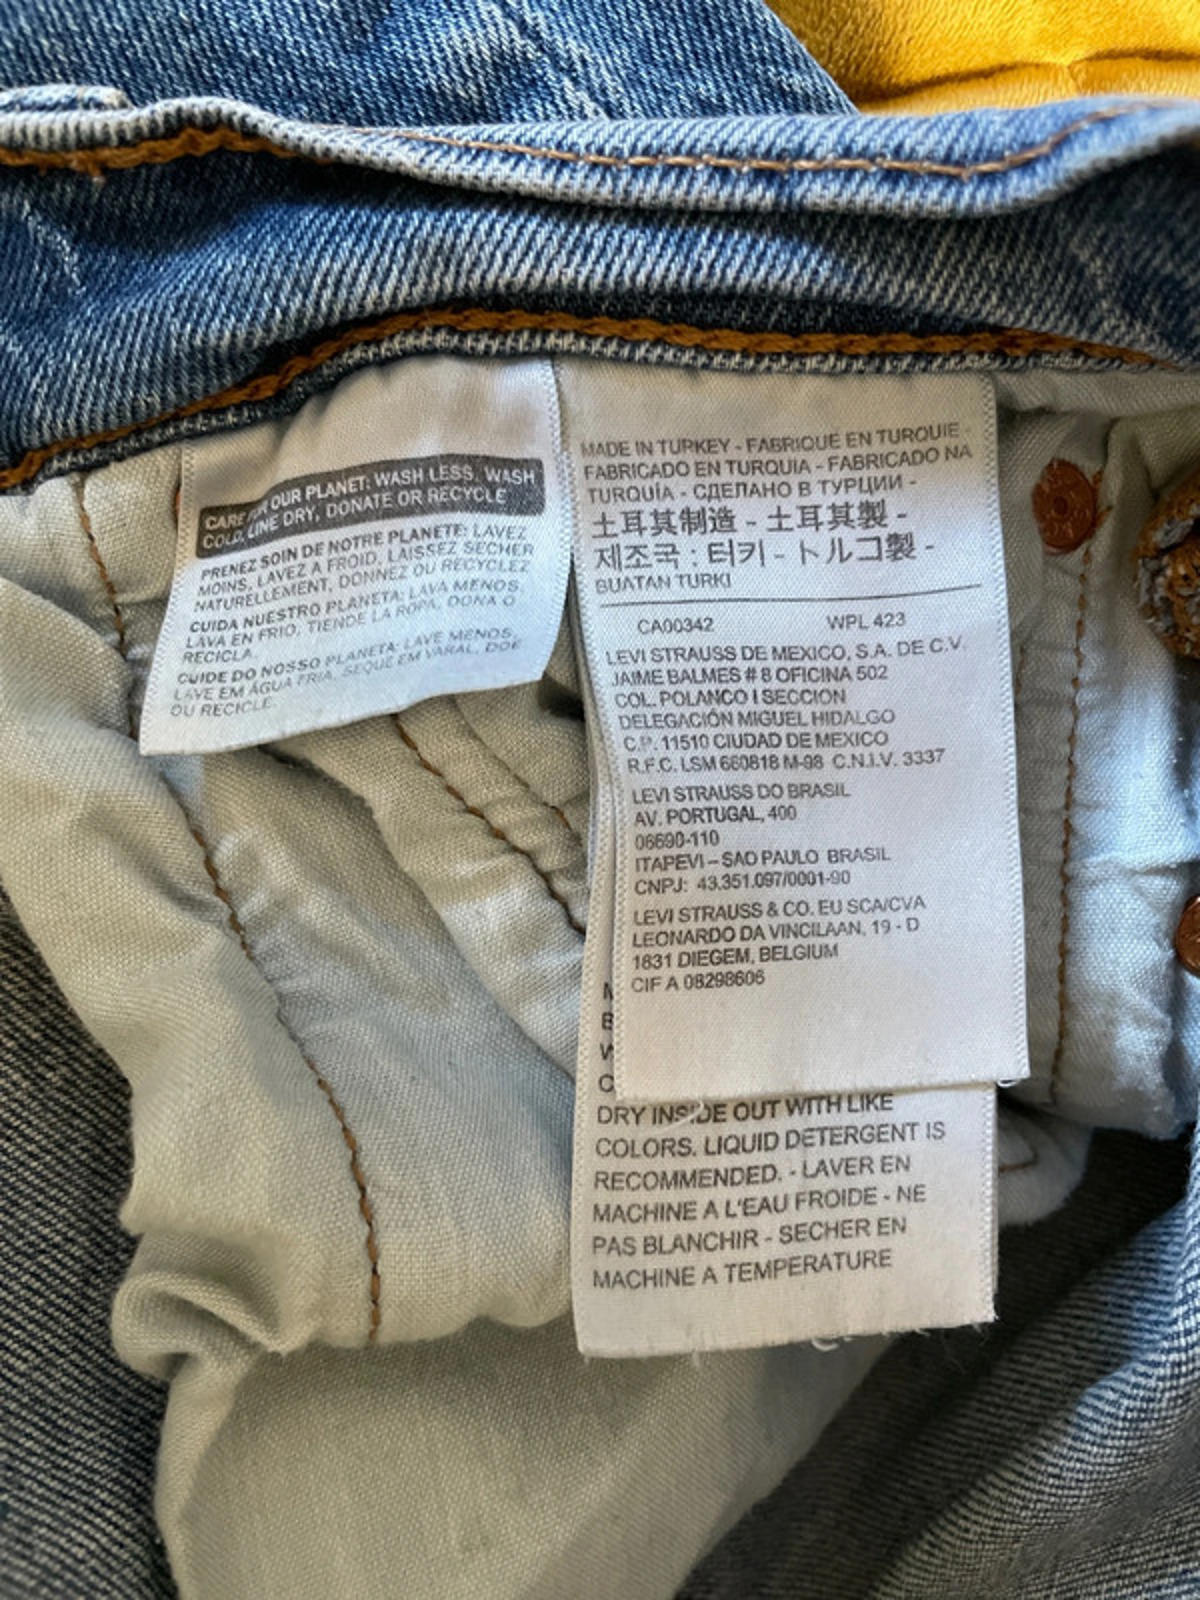 CARE FOR OUR PLANET: WASH LESS, WASH
COLD, LINE DRY, DONATE OR RECYCLE
PRENEZ SOIN DE NOTRE PLANETE: LAVEZ
MOINS, LAVEZ A FROID, LAISSEZ SECHER
NATURELLEMENT, DONNEZ OU RECYCLEZ
CUIDA NUESTRO PLANETA: LAVA MENOS,
LAVA EN FRIO, TIENDE LA ROPA, DONA O
RECICLA.
CUIDE DO NOSSO PLANETA: LAVE MENOS,
LAVE EM ÁGUA FRIA, SEQUE EM VARAL, DOE
OU RECICLE.
MADE IN TURKEY - FABRIQUE EN TURQUIE -
FABRICADO EN TURQUIA - FABRICADO NA
TURQUÍA - СДЕЛАНО В ТУРЦИИ -
土耳其制造 - 土耳其製 -
제조국 : 터키 - トルコ製 -
BUATAN TURKI
CA00342 WPL 423
LEVI STRAUSS DE MEXICO, S.A. DE C.V.
JAIME BALMES # 8 OFICINA 502
COL. POLANCO I SECCION
DELEGACIÓN MIGUEL HIDALGO
C.P. 11510 CIUDAD DE MEXICO
R.F.C. LSM 660818 M-98 C.N.I.V. 3337
LEVI STRAUSS DO BRASIL
AV. PORTUGAL, 400
06690-110
ITAPEVI – SAO PAULO BRASIL
CNPJ: 43.351.097/0001-90
LEVI STRAUSS & CO. EU SCA/CVA
LEONARDO DA VINCILAAN, 19 - D
1831 DIEGEM, BELGIUM
CIF A 08298606
DRY INSIDE OUT WITH LIKE
COLORS. LIQUID DETERGENT IS
RECOMMENDED. - LAVER EN
MACHINE A L'EAU FROIDE - NE
PAS BLANCHIR - SECHER EN
MACHINE A TEMPERATURE